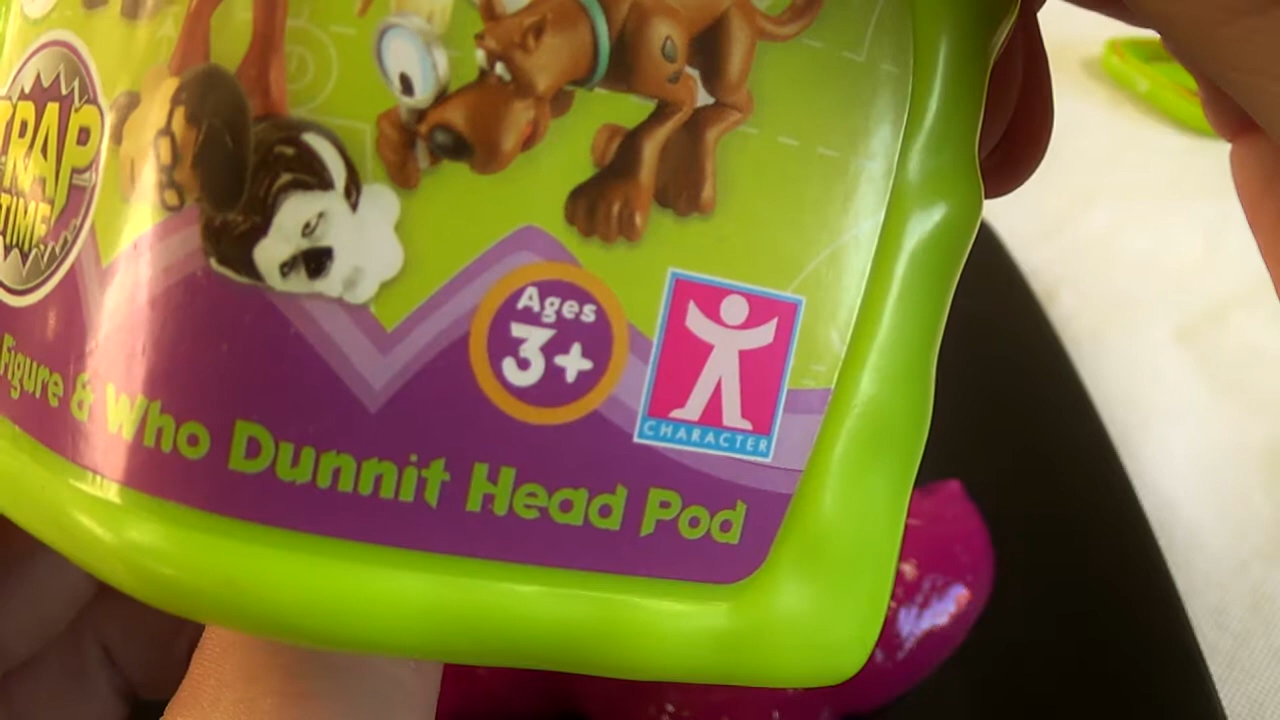 TRAP
TIME
Ages
3+
CHARACTER
Figure & Who Dunnit Head Pod